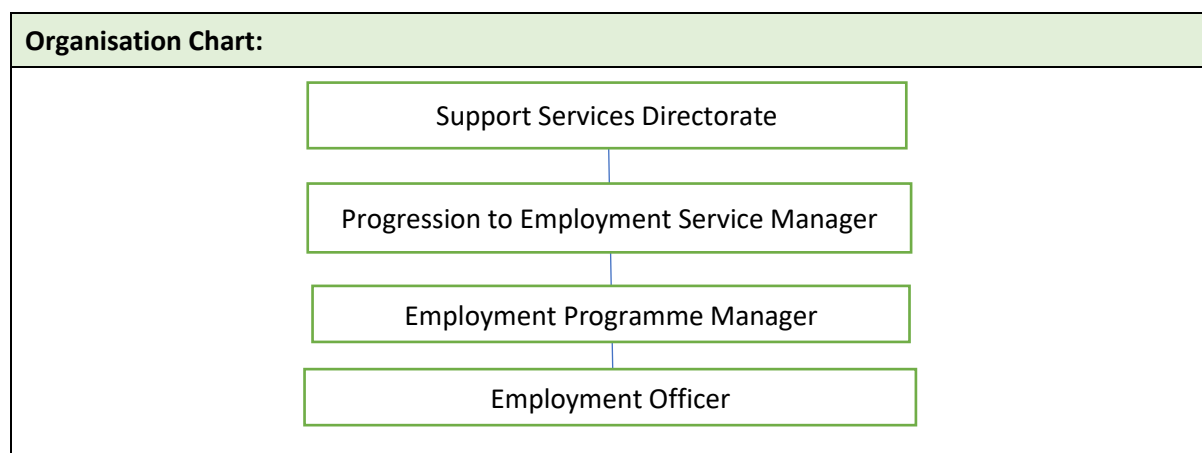 Organisation Chart:
Support Services Directorate
Progression to Employment Service Manager
Employment Programme Manager
Employment Officer